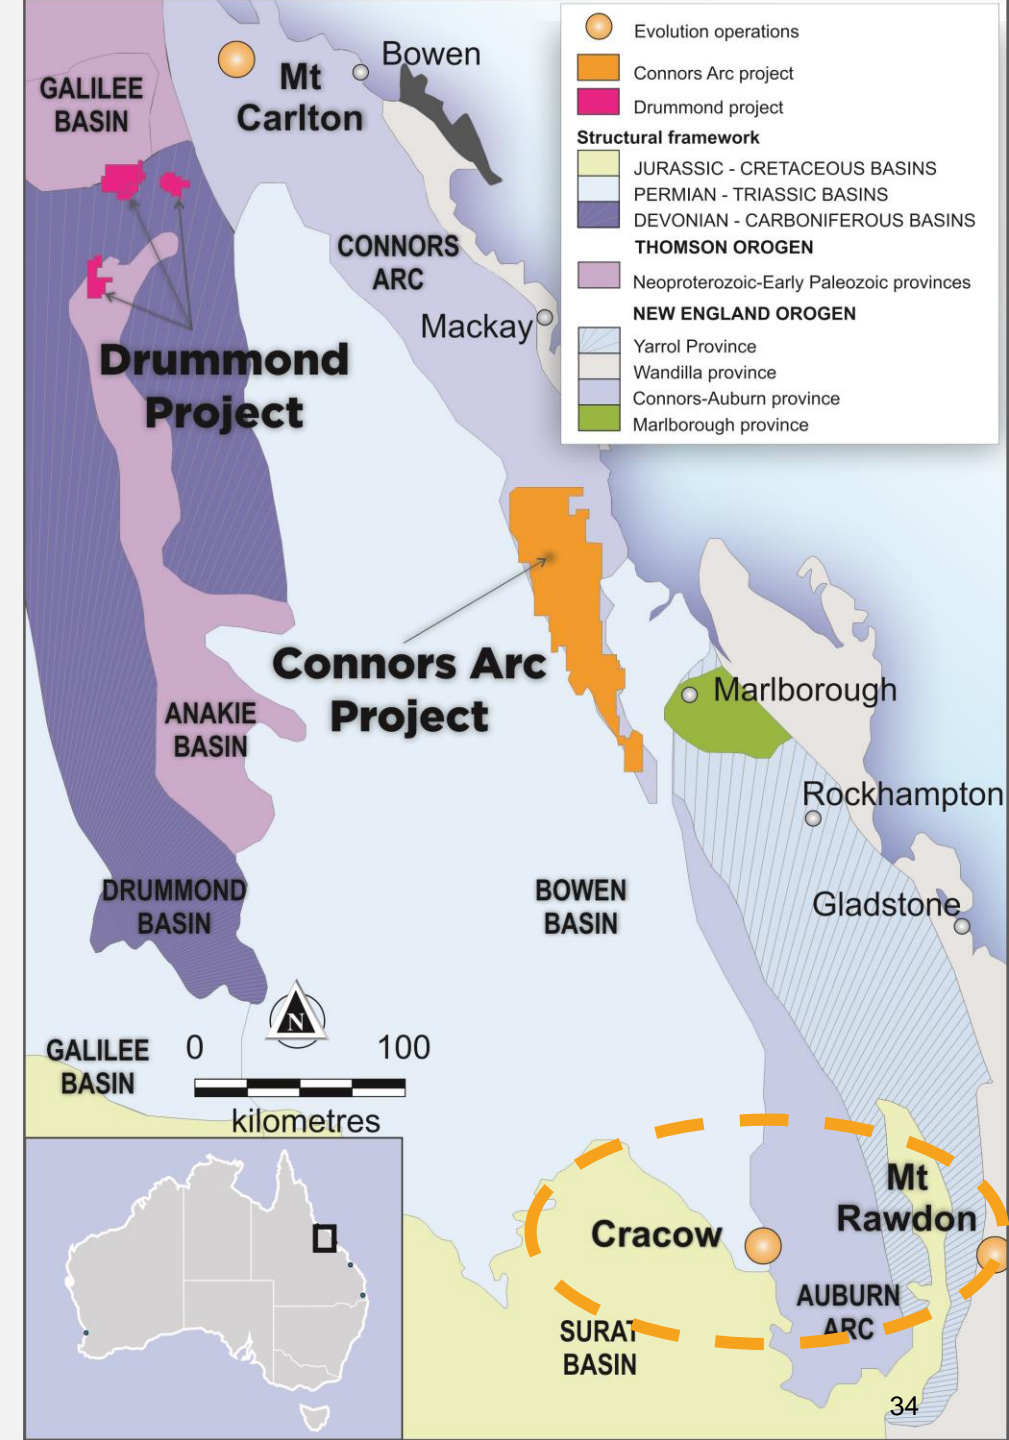 Bowen
Mt
Carlton
GALILEE
BASIN
Evolution operations
Connors Arc project
Drummond project
Structural framework
JURASSIC - CRETACEOUS BASINS
PERMIAN - TRIASSIC BASINS
DEVONIAN - CARBONIFEROUS BASINS
THOMSON OROGEN
Neoproterozoic-Early Paleozoic provinces
NEW ENGLAND OROGEN
Yarrol Province
Wandilla province
Connors-Auburn province
Marlborough province
CONNORS
ARC
Mackay
Drummond
Project
Connors Arc
Project
Marlborough
ANAKIE
BASIN
Rockhampton
DRUMMOND
BASIN
BOWEN
BASIN
Gladstone
N
GALILEE
BASIN
0 100
kilometres
Mt
Rawdon
Cracow
AUBURN
ARC
SURAT
BASIN
34